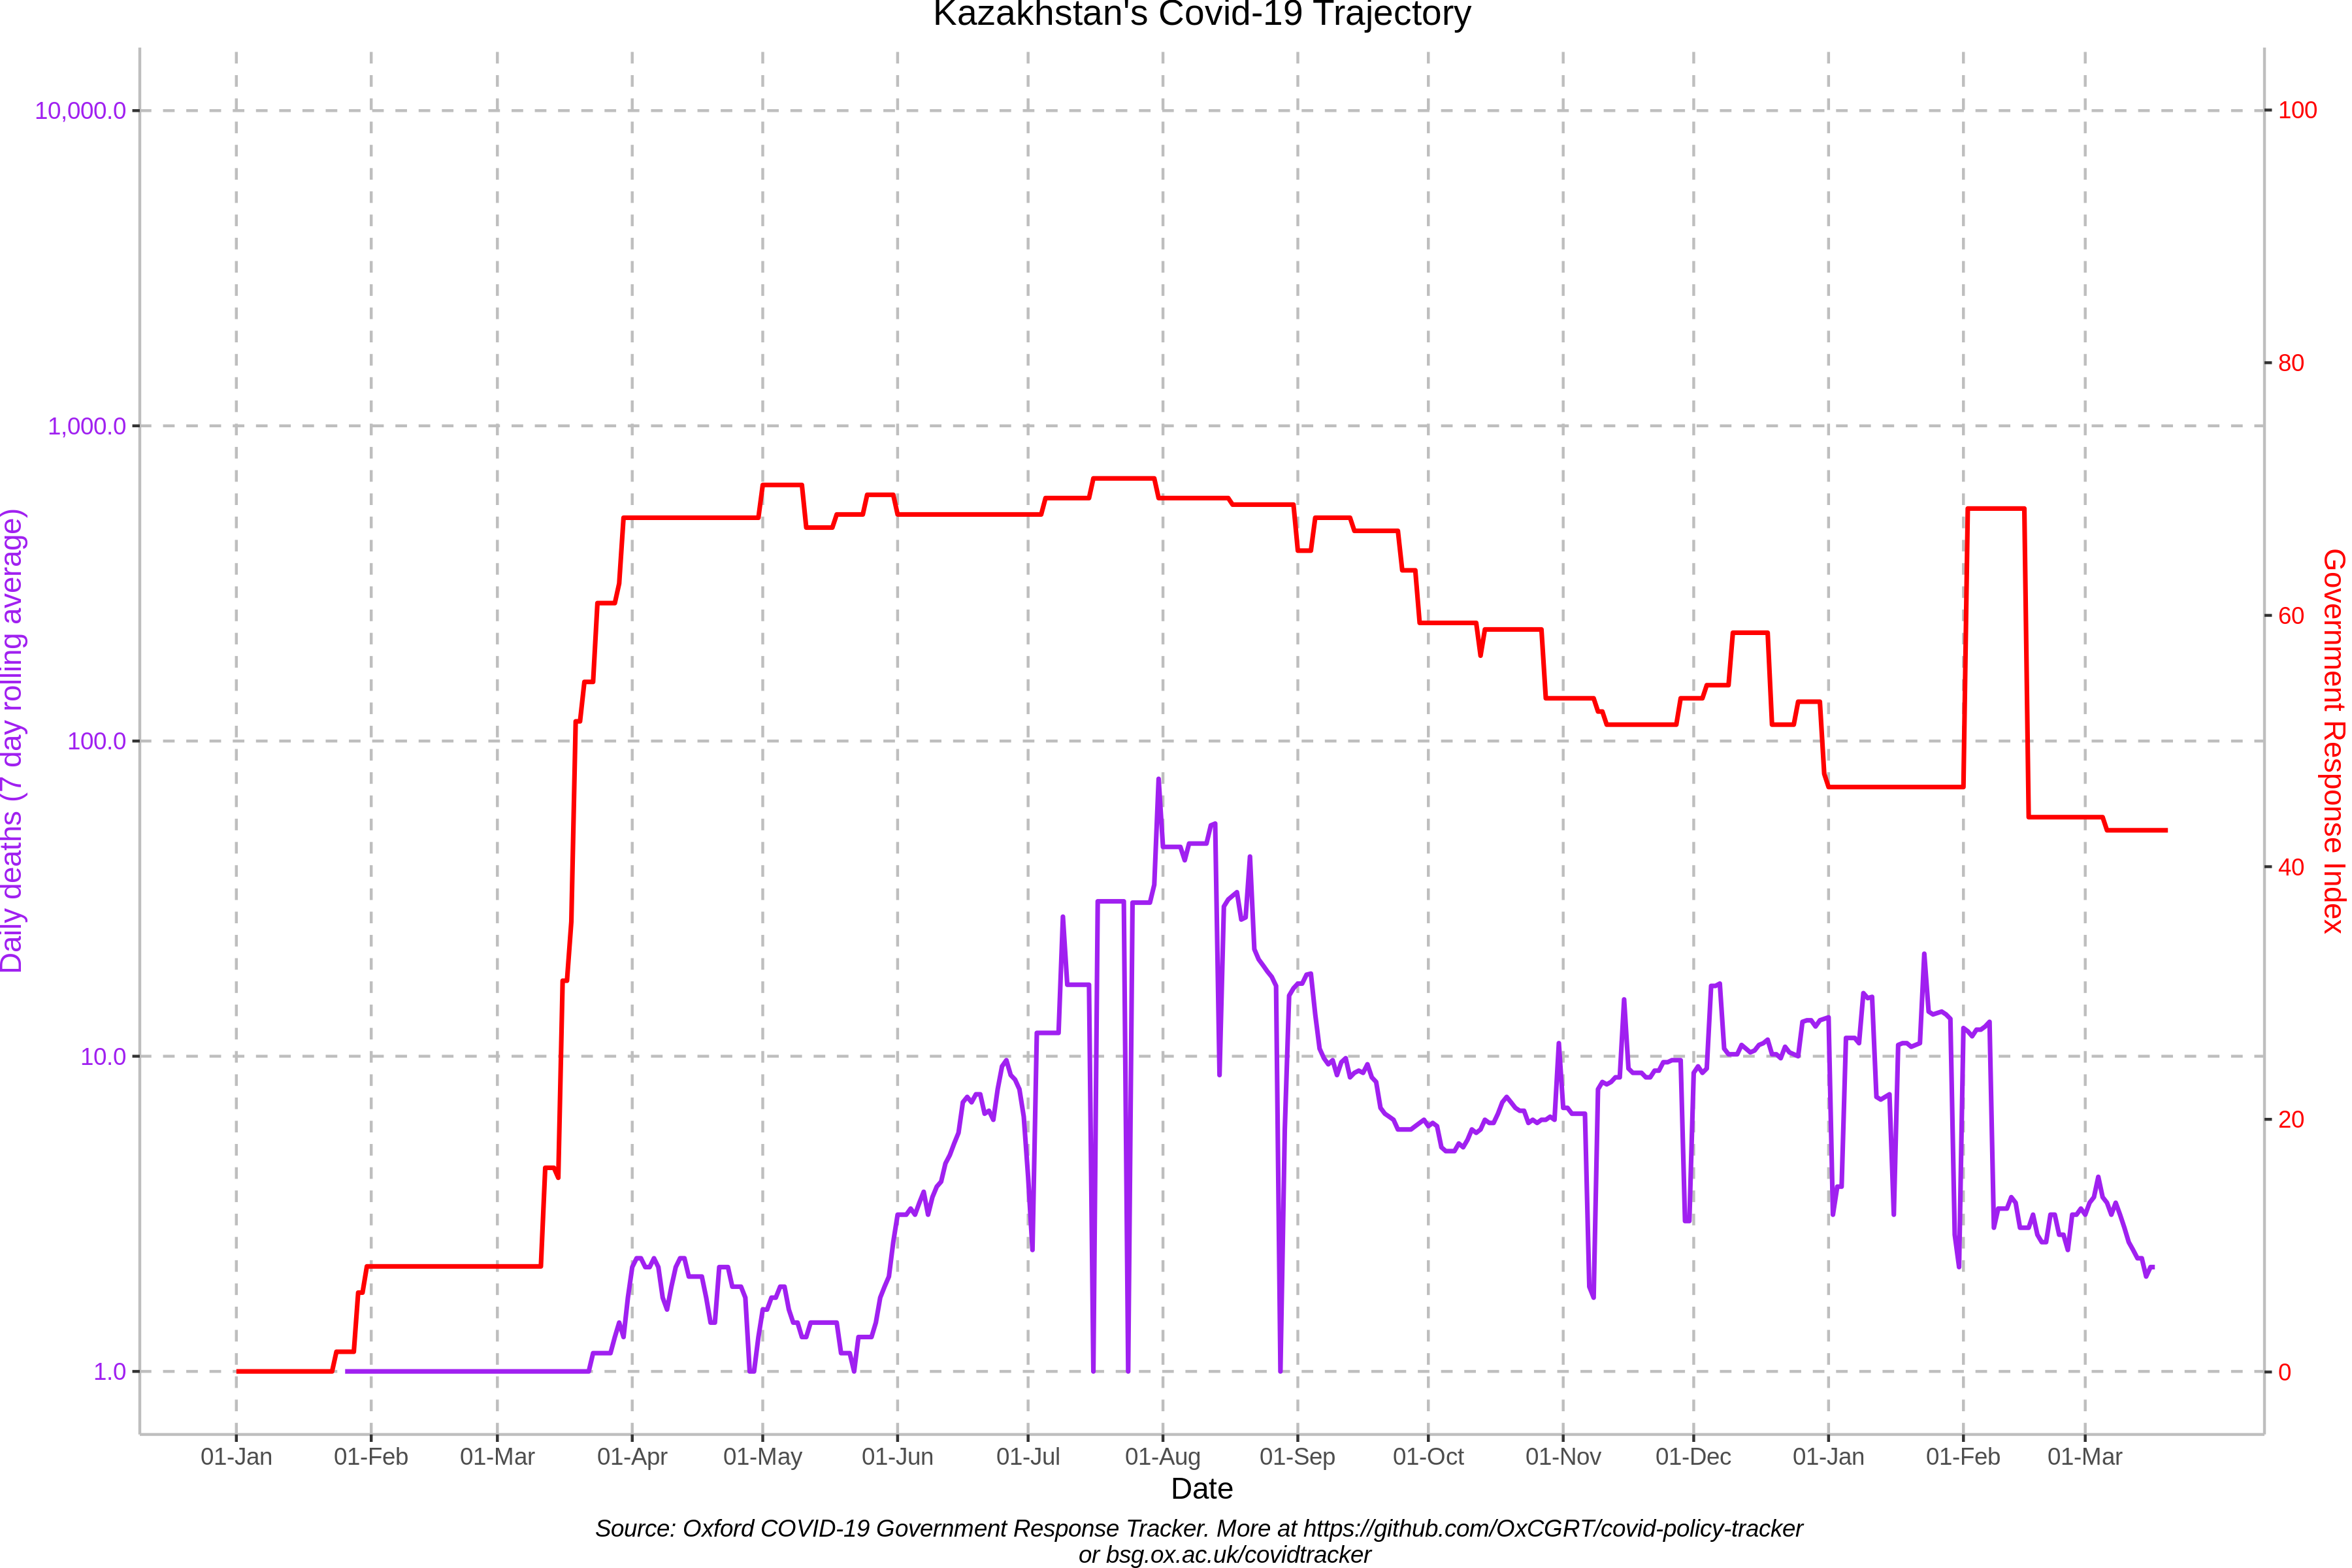 Kazakhstan's Covid-19 Trajectory
10,000.0
1,000.0
100.0
10.0
1.0
Daily deaths (7 day rolling average)
100
80
60
40
20
0
Government Response Index
01-Jan
01-Feb
01-Mar
01-Apr
01-May
01-Jun
01-Jul
01-Aug
01-Sep
01-Oct
01-Nov
01-Dec
01-Jan
01-Feb
01-Mar
Date
Source: Oxford COVID-19 Government Response Tracker. More at https://github.com/OxCGRT/covid-policy-tracker
or bsg.ox.ac.uk/covidtracker